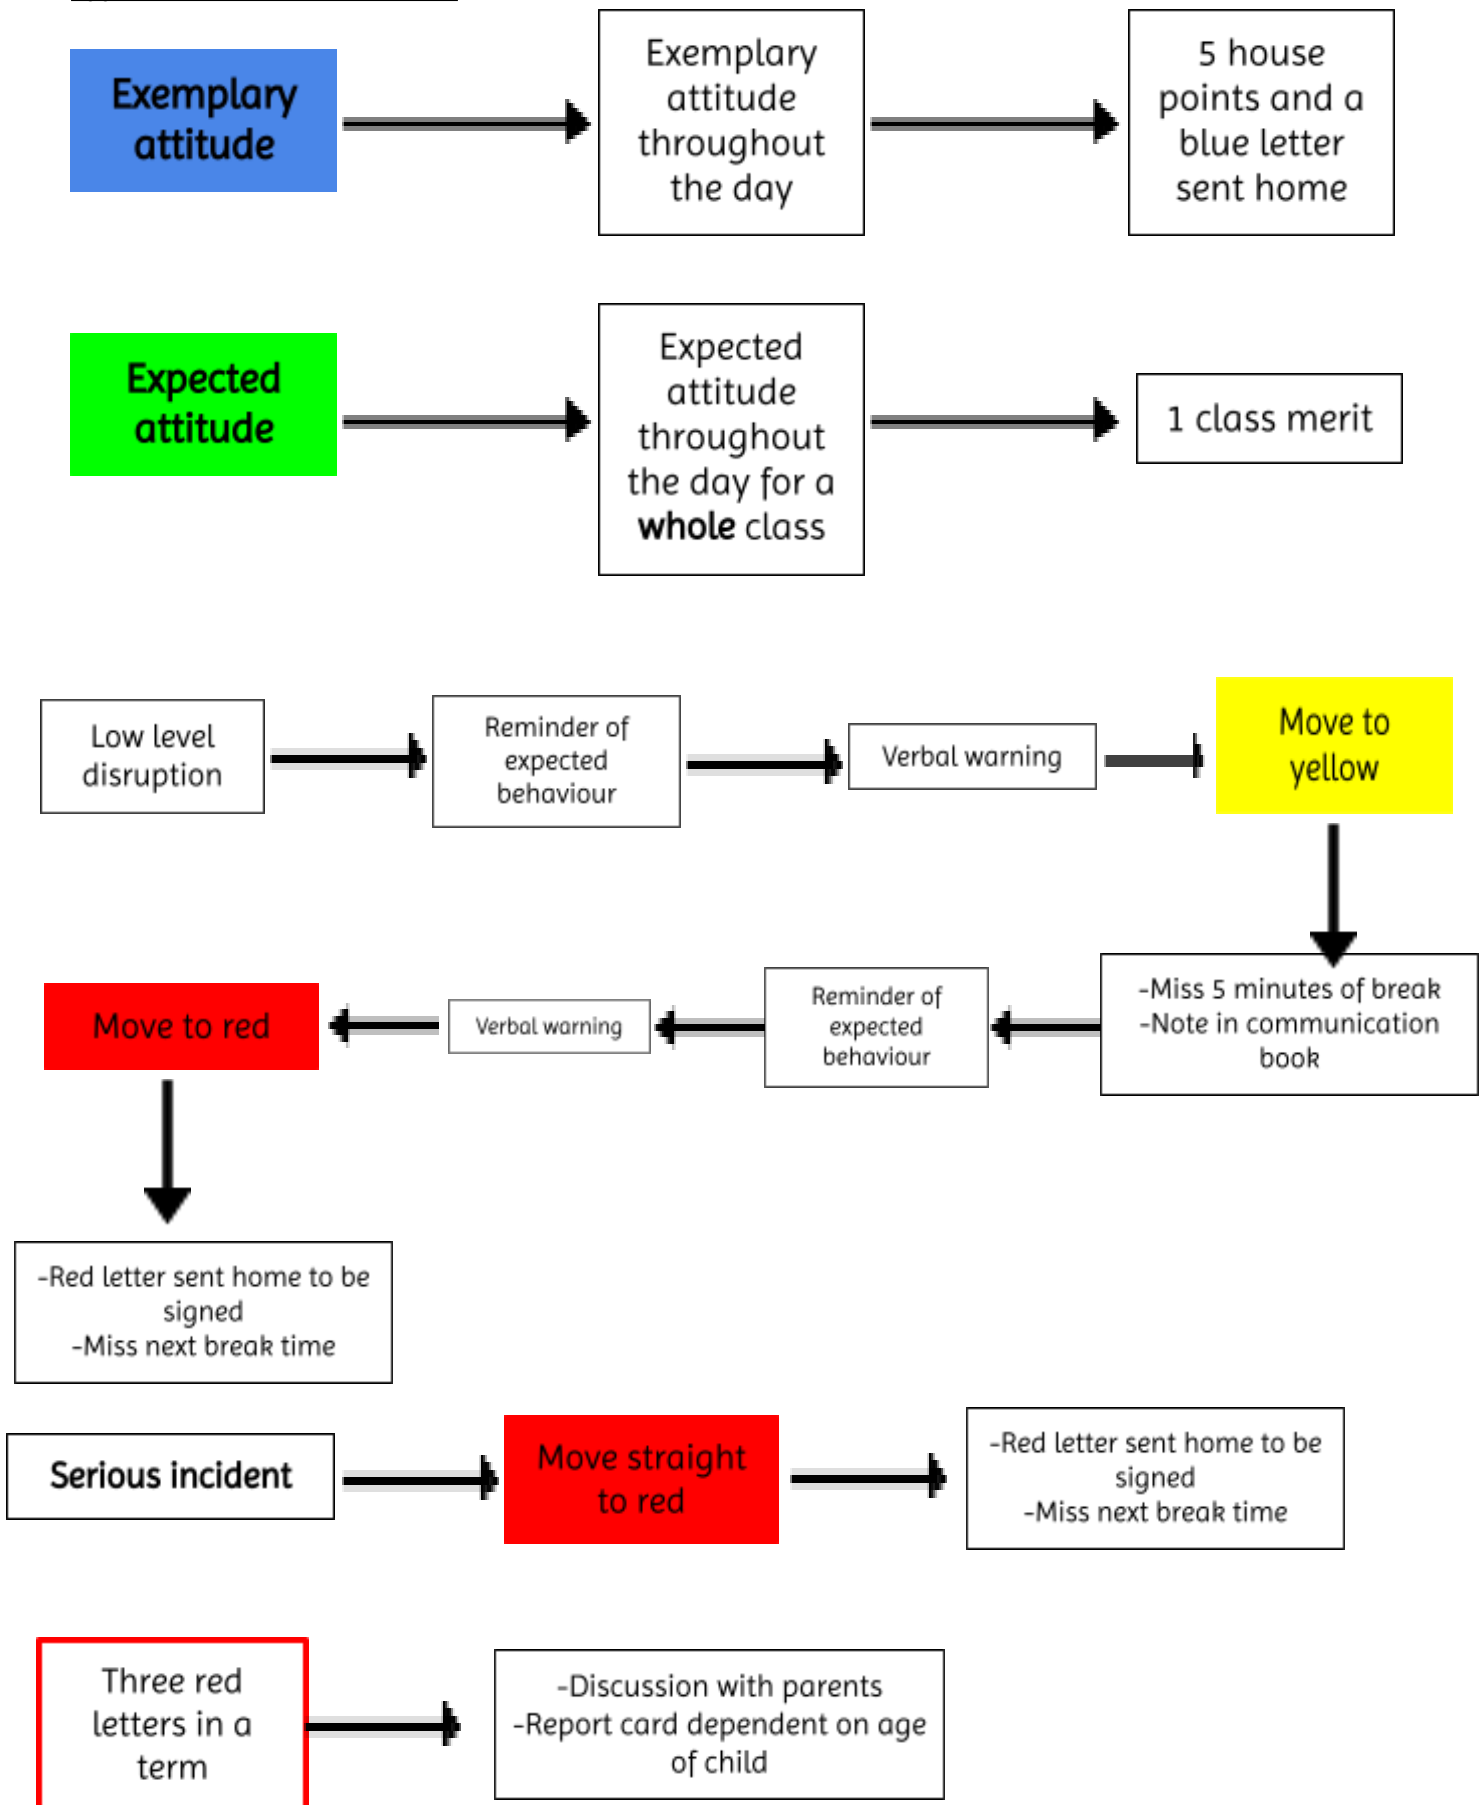 Exemplary
attitude
Exemplary
attitude
throughout
the day
5 house
points and a
blue letter
sent home
Expected
attitude
Expected
attitude
throughout
the day for a
whole class
1 class merit
Low level
disruption
Reminder of
expected
behaviour
Verbal warning
Move to
yellow
-Miss 5 minutes of break
-Note in communication
book
Reminder of
expected
behaviour
Verbal warning
Move to red
-Red letter sent home to be
signed
-Miss next break time
Serious incident
Move straight
to red
-Red letter sent home to be
signed
-Miss next break time
Three red
letters in a
term
-Discussion with parents
-Report card dependent on age
of child